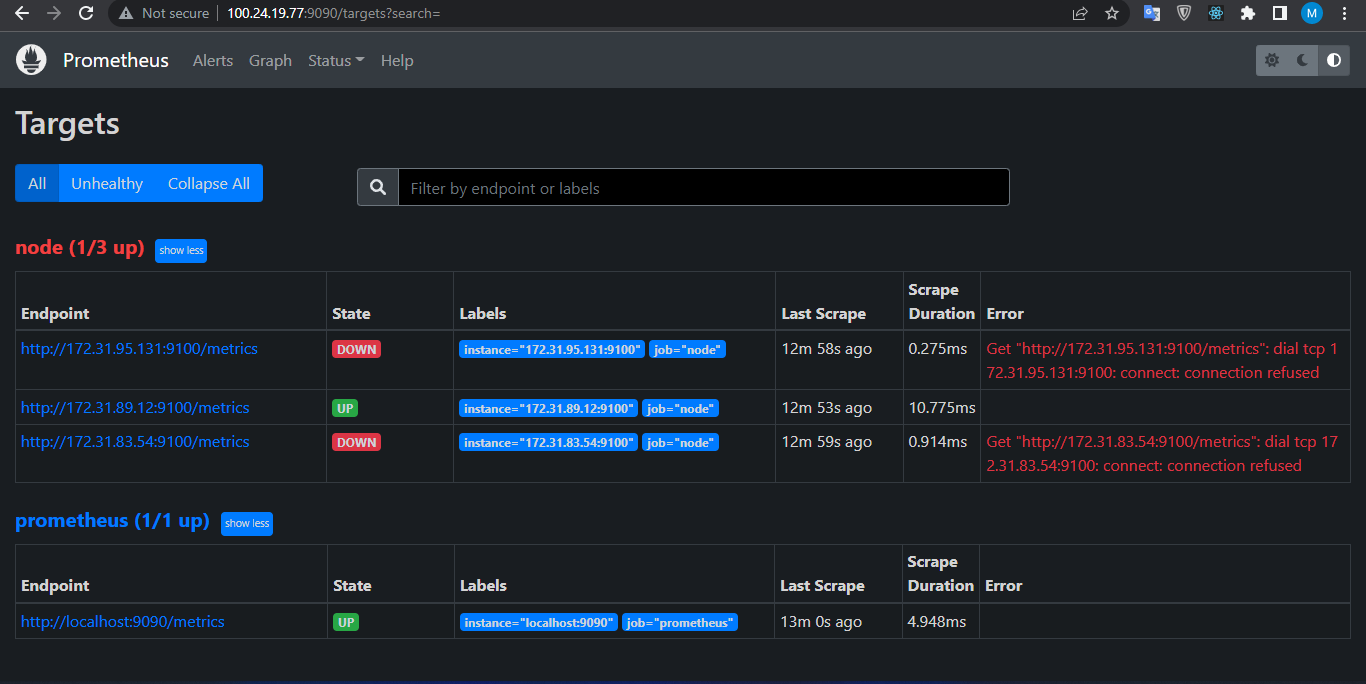 Not secure | 100.24.19.77:9090/targets?search=
M
Prometheus Alerts Graph Status Help
Targets
All Unhealthy Collapse All Filter by endpoint or labels
node (1/3 up) show less
Endpoint State Labels Last Scrape Scrape Duration Error
http://172.31.95.131:9100/metrics DOWN instance="172.31.95.131:9100" job="node" 12m 58s ago 0.275ms Get "http://172.31.95.131:9100/metrics": dial tcp 1
72.31.95.131:9100: connect: connection refused
http://172.31.89.12:9100/metrics UP instance="172.31.89.12:9100" job="node" 12m 53s ago 10.775ms
http://172.31.83.54:9100/metrics DOWN instance="172.31.83.54:9100" job="node" 12m 59s ago 0.914ms Get "http://172.31.83.54:9100/metrics": dial tcp 17
2.31.83.54:9100: connect: connection refused
prometheus (1/1 up) show less
Endpoint State Labels Last Scrape Scrape Duration Error
http://localhost:9090/metrics UP instance="localhost:9090" job="prometheus" 13m 0s ago 4.948ms